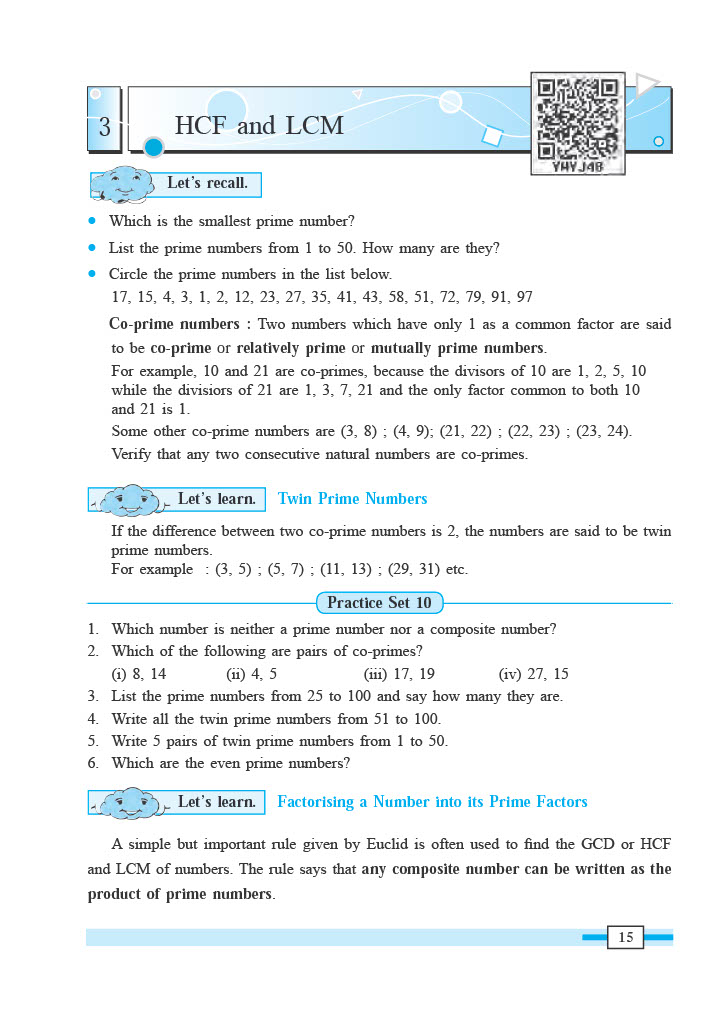 3
HCF and LCM
YHYJ4B
Let's recall.
• Which is the smallest prime number?
• List the prime numbers from 1 to 50. How many are they?
• Circle the prime numbers in the list below.
17, 15, 4, 3, 1, 2, 12, 23, 27, 35, 41, 43, 58, 51, 72, 79, 91, 97
Co-prime numbers : Two numbers which have only 1 as a common factor are said
to be co-prime or relatively prime or mutually prime numbers.
For example, 10 and 21 are co-primes, because the divisors of 10 are 1, 2, 5, 10
while the divisiors of 21 are 1, 3, 7, 21 and the only factor common to both 10
and 21 is 1.
Some other co-prime numbers are (3, 8) ; (4, 9); (21, 22) ; (22, 23) ; (23, 24).
Verify that any two consecutive natural numbers are co-primes.
Let's learn. Twin Prime Numbers
If the difference between two co-prime numbers is 2, the numbers are said to be twin
prime numbers.
For example : (3, 5) ; (5, 7) ; (11, 13) ; (29, 31) etc.
Practice Set 10
1. Which number is neither a prime number nor a composite number?
2. Which of the following are pairs of co-primes?
(i) 8, 14 (ii) 4, 5 (iii) 17, 19 (iv) 27, 15
3. List the prime numbers from 25 to 100 and say how many they are.
4. Write all the twin prime numbers from 51 to 100.
5. Write 5 pairs of twin prime numbers from 1 to 50.
6. Which are the even prime numbers?
Let's learn. Factorising a Number into its Prime Factors
A simple but important rule given by Euclid is often used to find the GCD or HCF
and LCM of numbers. The rule says that any composite number can be written as the
product of prime numbers.
15